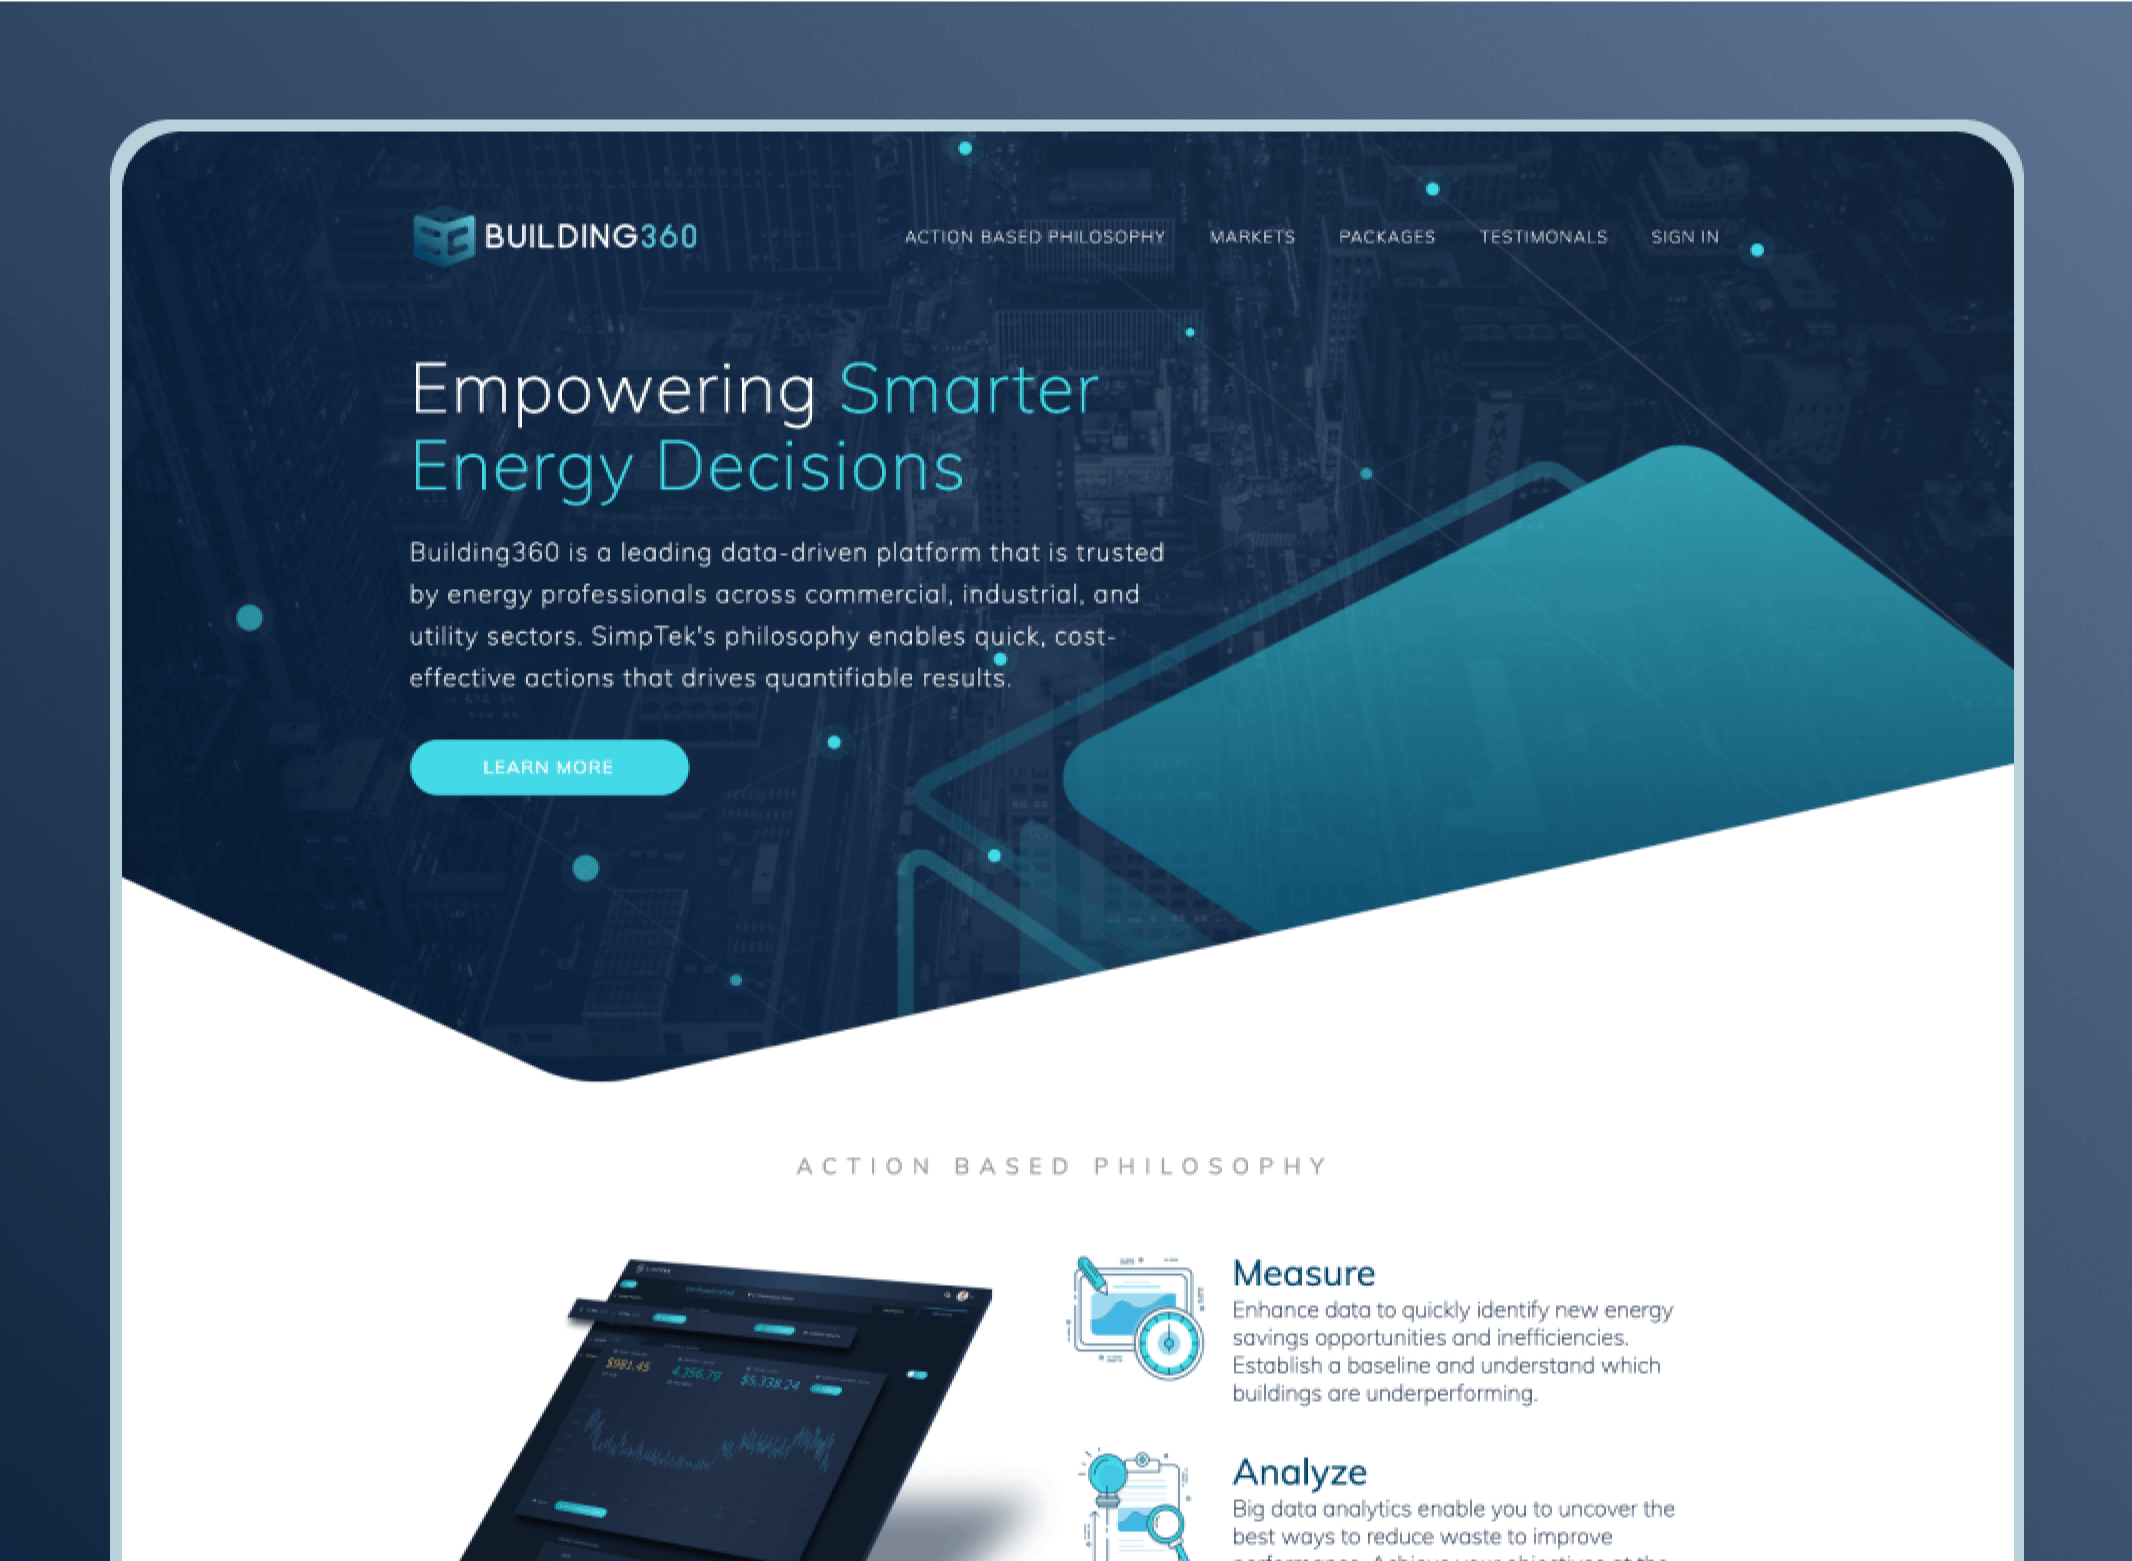 BUILDING360
ACTION BASED PHILOSOPHY MARKETS PACKAGES TESTIMONALS SIGN IN
Empowering Smarter
Energy Decisions
Building360 is a leading data-driven platform that is trusted
by energy professionals across commercial, industrial, and
utility sectors. SimpTek's philosophy enables quick, cost-
effective actions that drives quantifiable results.
LEARN MORE
ACTION BASED PHILOSOPHY
$981.45
4,356.79
$5,338.24
Measure
Enhance data to quickly identify new energy
savings opportunities and inefficiencies.
Establish a baseline and understand which
buildings are underperforming.
Analyze
Big data analytics enable you to uncover the
best ways to reduce waste to improve